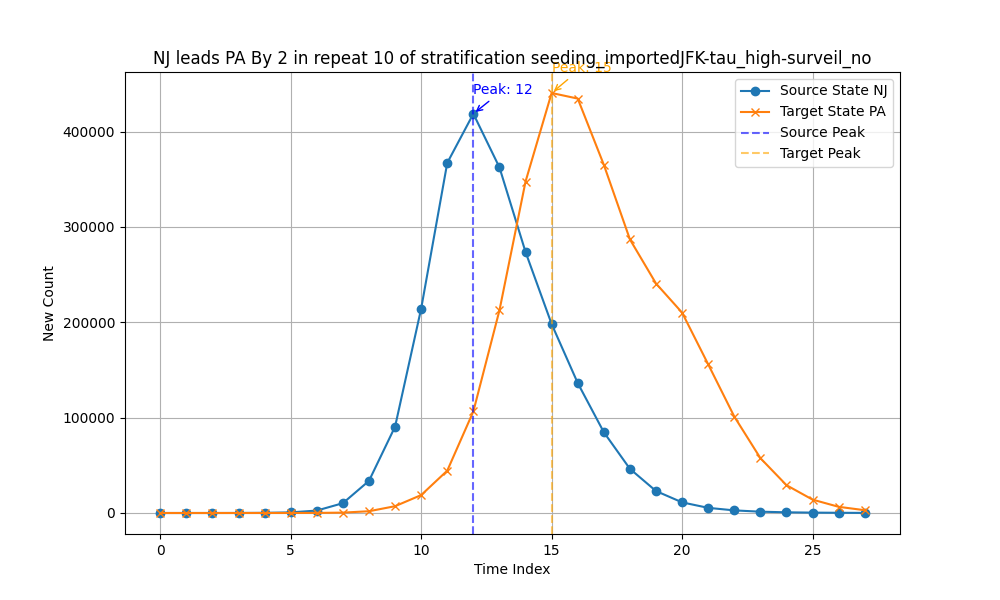 NJ leads PA By 2 in repeat 10 of stratification seeding_importedJFK-tau_high-surveil_no
Peak: 15
Peak: 12
Source State NJ
Target State PA
Source Peak
Target Peak
400000
300000
200000
100000
0
New Count
0 5 10 15 20 25
Time Index